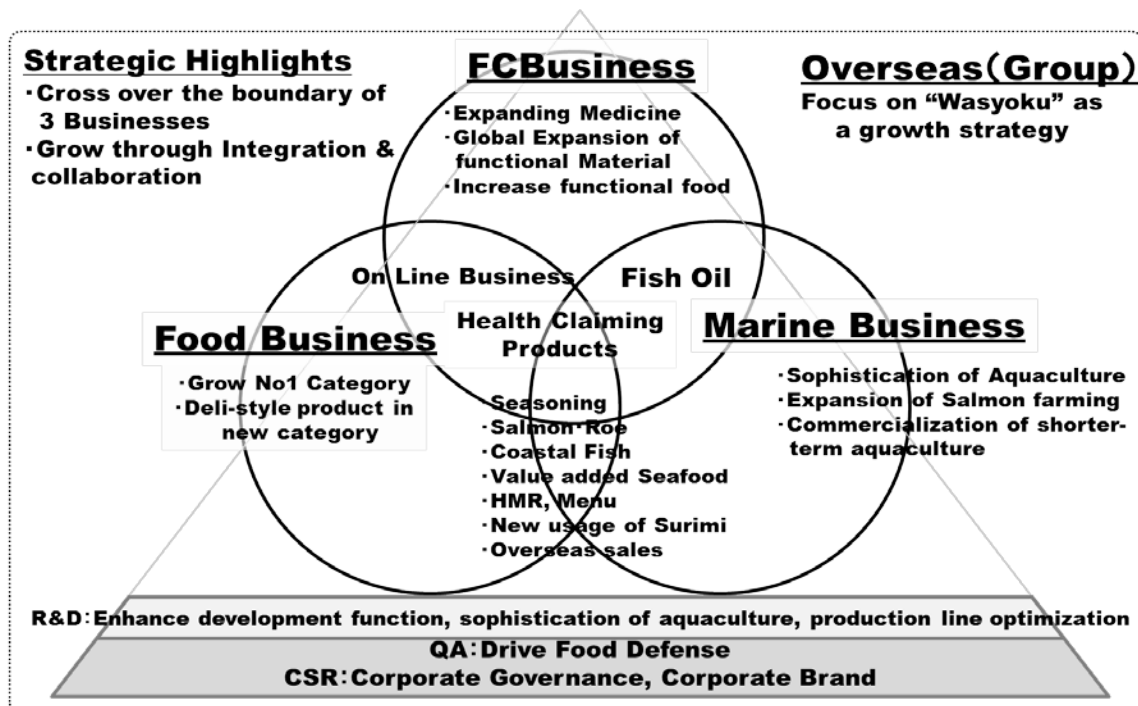 Strategic Highlights
・Cross over the boundary of
3 Businesses
・Grow through Integration &
collaboration
FCBusiness
・Expanding Medicine
・Global Expansion of
functional Material
・Increase functional food
Overseas(Group)
Focus on “Wasyoku” as
a growth strategy
On Line Business
Fish Oil
Health Claiming
Products
Food Business
・Grow No1 Category
・Deli-style product in
new category
Marine Business
・Sophistication of Aquaculture
・Expansion of Salmon farming
・Commercialization of shorter-
term aquaculture
・Seasoning
・Salmon・Roe
・Coastal Fish
・Value added Seafood
・HMR, Menu
・New usage of Surimi
・Overseas sales
R&D:Enhance development function, sophistication of aquaculture, production line optimization
QA:Drive Food Defense
CSR:Corporate Governance, Corporate Brand